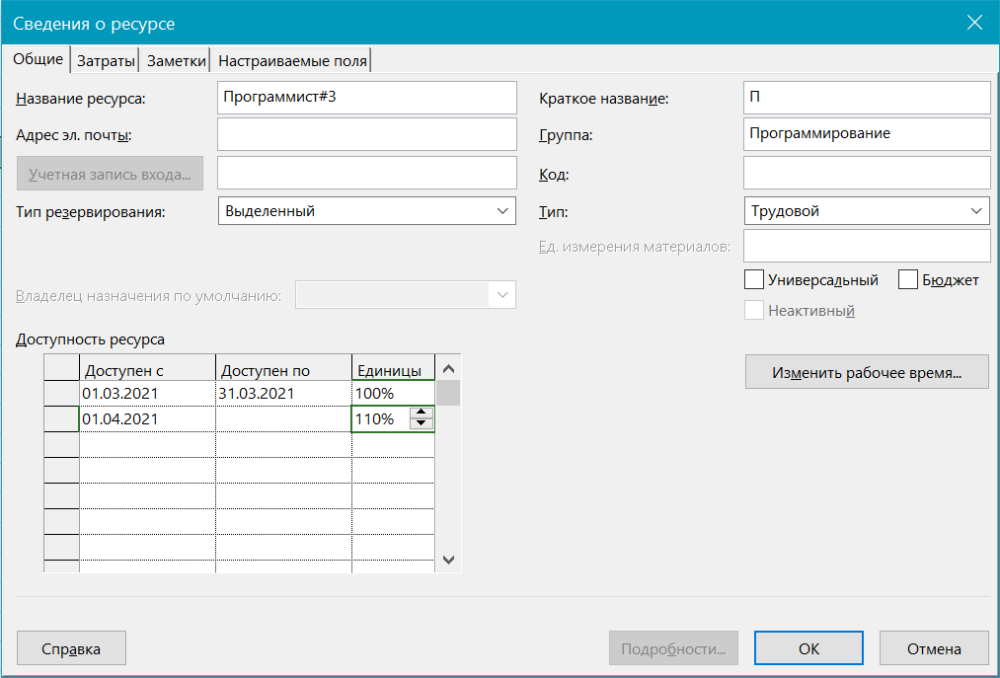 Сведения о ресурсе
Общие Затраты Заметки Настраиваемые поля
Название ресурса: Программист#3 Краткое название: П
Адрес эл. почты: Группа: Программирование
Учетная запись входа... Код:
Тип резервирования: Выделенный Тип: Трудовой
Ед. измерения материалов:
Универсальный Бюджет
Владелец назначения по умолчанию:
Неактивный
Доступность ресурса
Доступен с Доступен по Единицы
Изменить рабочее время...
01.03.2021 31.03.2021 100%
01.04.2021 110%
Справка Подробности... ОК Отмена